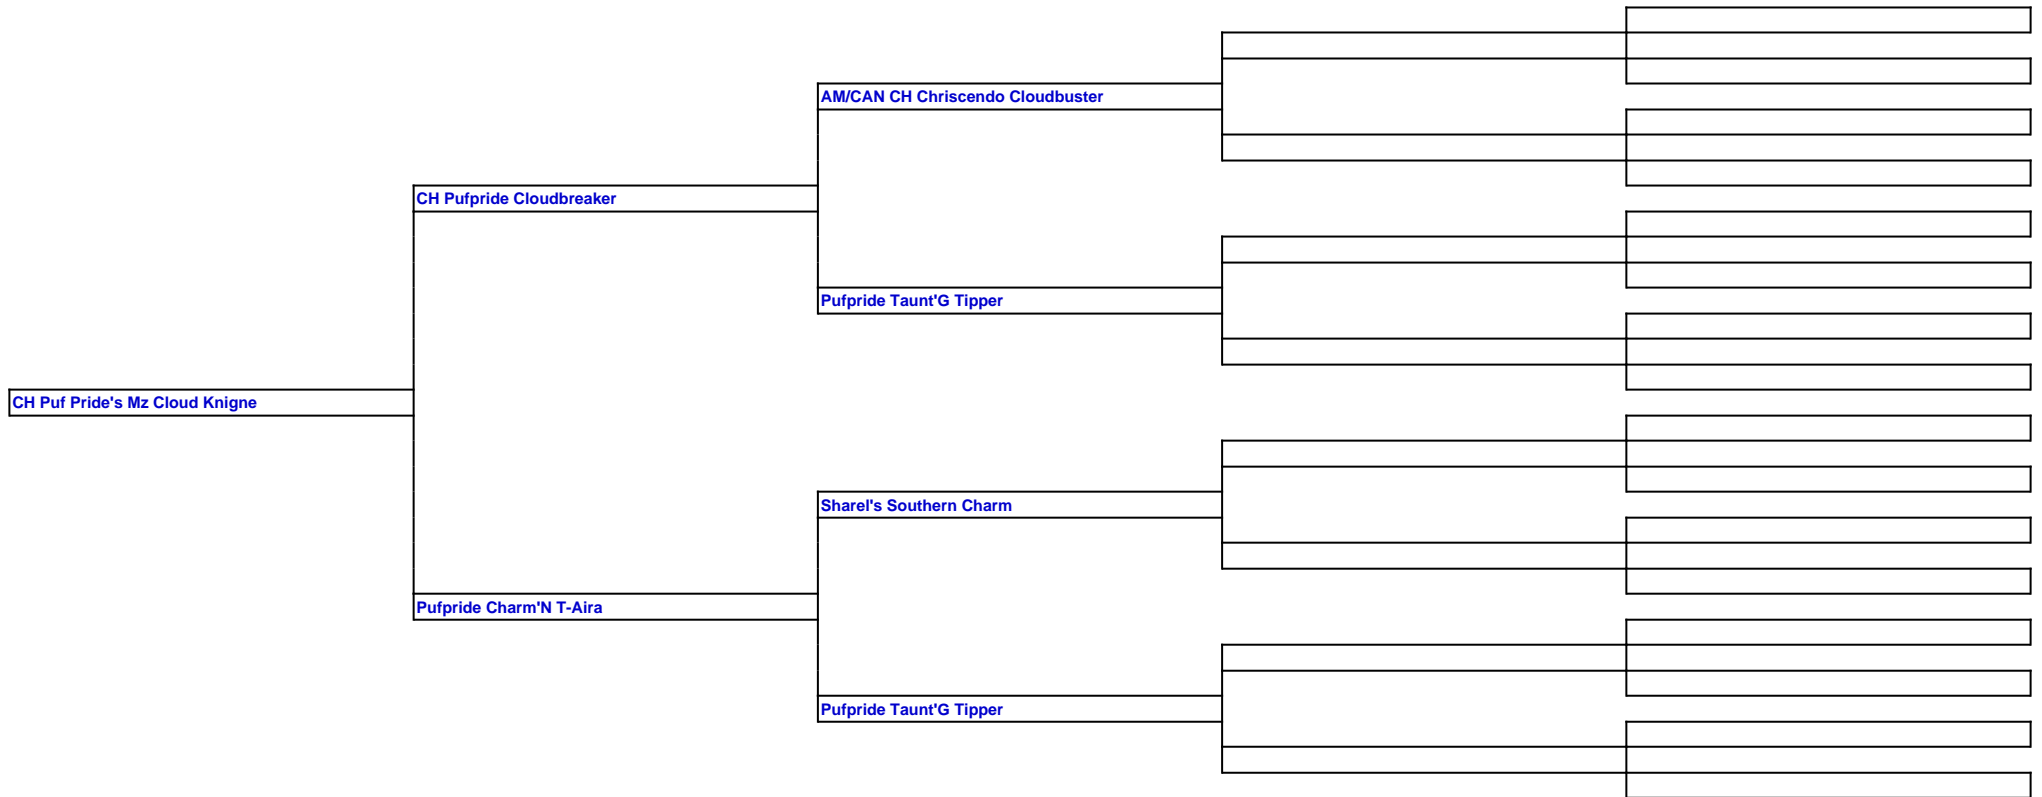 AM/CAN CH Chriscendo Cloudbuster
CH Pufpride Cloudbreaker
Pufpride Taunt'G Tipper
CH Puf Pride's Mz Cloud Knigne
Sharel's Southern Charm
Pufpride Charm'N T-Aira
Pufpride Taunt'G Tipper